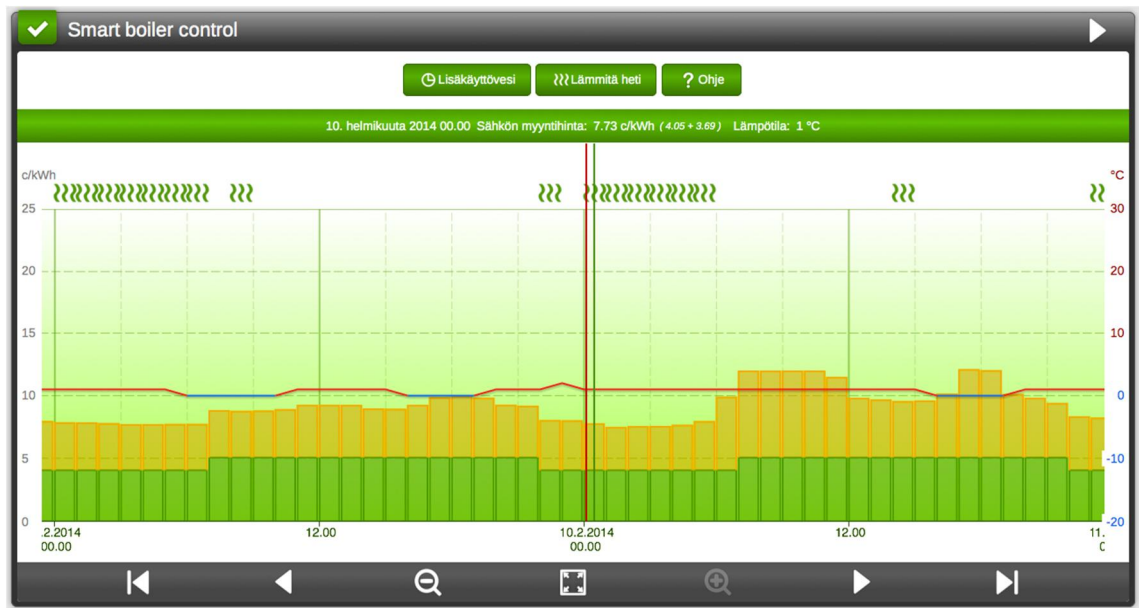 Smart boiler control
Lisäkäyttövesi Lämmitä heti ? Ohje
10. helmikuuta 2014 00.00 Sähkön myyntihinta: 7.73 c/kWh (4.05 + 3.69) Lämpötila: 1 °C
c/kWh °C
25 30
20 20
15 10
10 0
5 -10
0 -20
.2.2014 12.00 10.2.2014 12.00 11.
00.00 00.00